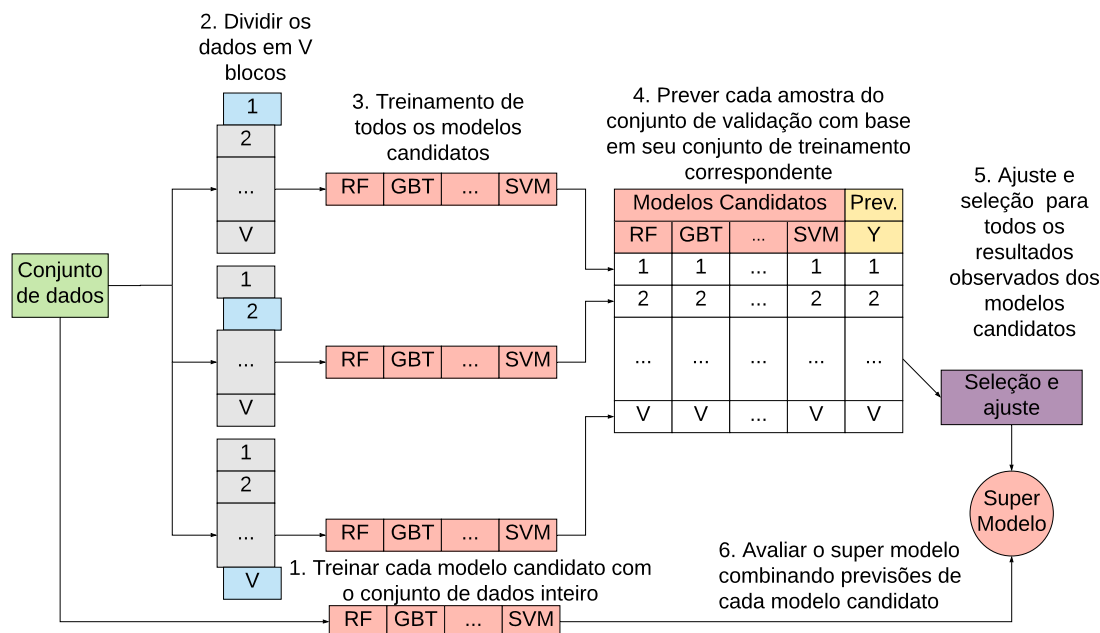 2. Dividir os
dados em V
blocos
1
2
...
V
1
2
...
V
1
2
...
V
Conjunto
de dados
3. Treinamento de
todos os modelos
candidatos
RF GBT ... SVM
RF GBT ... SVM
RF GBT ... SVM
1. Treinar cada modelo candidato com
o conjunto de dados inteiro
RF GBT ... SVM
4. Prever cada amostra do
conjunto de validação com base
em seu conjunto de treinamento
correspondente
Modelos Candidatos Prev.
RF GBT ... SVM Y
1 1 ... 1 1
2 2 ... 2 2
... ... ... ... ...
V V ... V V
5. Ajuste e
seleção para
todos os
resultados
observados dos
modelos
candidatos
Seleção e
ajuste
Super
Modelo
6. Avaliar o super modelo
combinando previsões de
cada modelo candidato